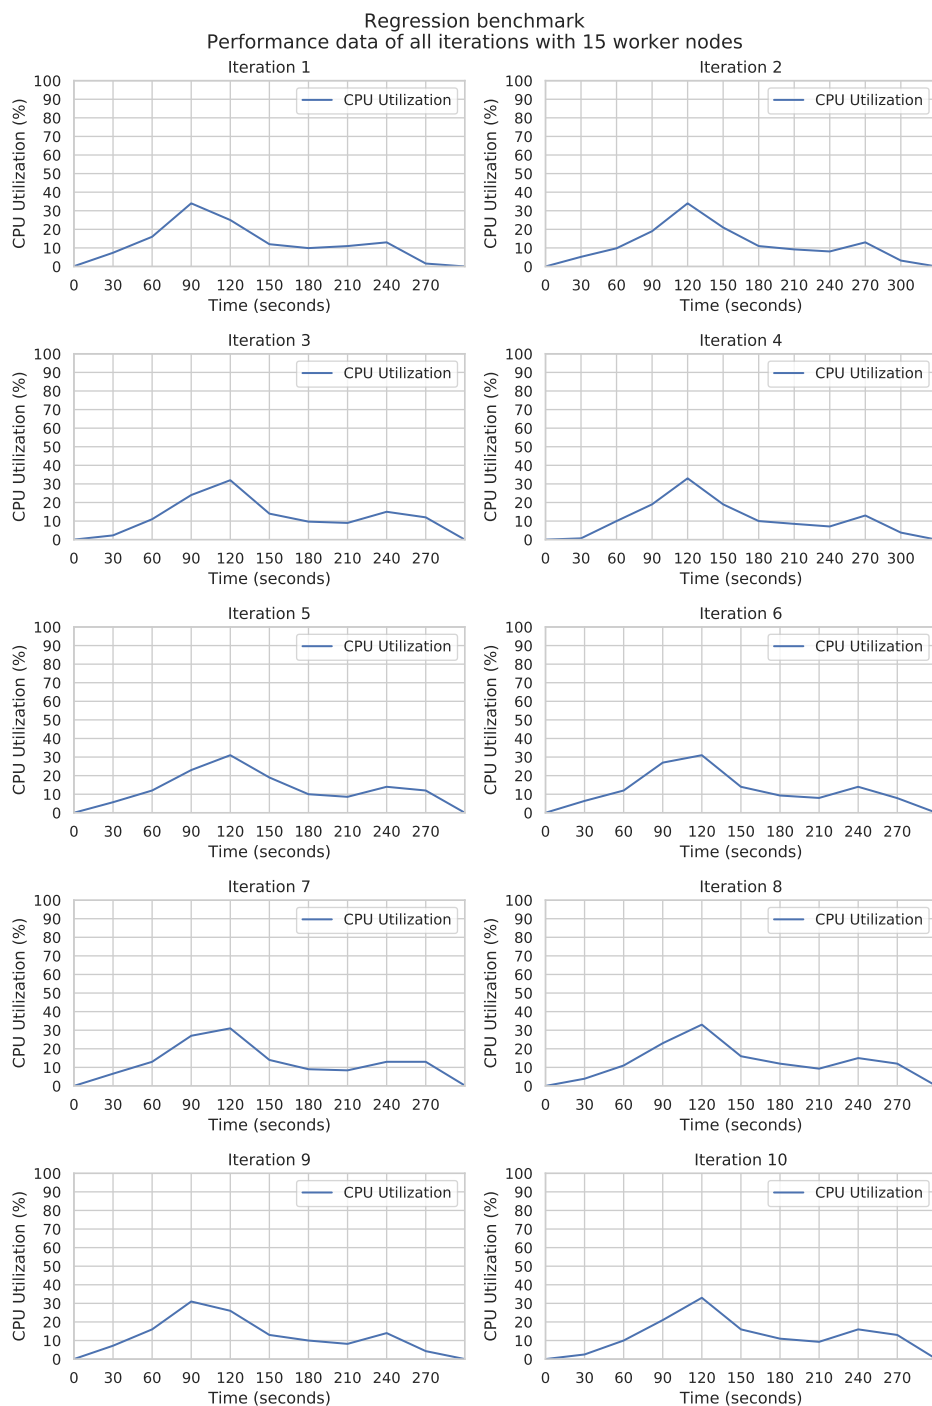 Regression benchmark
Performance data of all iterations with 15 worker nodes
Iteration 1
CPU Utilization (%)
100
90
80
70
60
50
40
30
20
10
0
CPU Utilization
0 30 60 90 120 150 180 210 240 270
Time (seconds)
Iteration 2
CPU Utilization (%)
100
90
80
70
60
50
40
30
20
10
0
CPU Utilization
0 30 60 90 120 150 180 210 240 270 300
Time (seconds)
Iteration 3
CPU Utilization (%)
100
90
80
70
60
50
40
30
20
10
0
CPU Utilization
0 30 60 90 120 150 180 210 240 270
Time (seconds)
Iteration 4
CPU Utilization (%)
100
90
80
70
60
50
40
30
20
10
0
CPU Utilization
0 30 60 90 120 150 180 210 240 270 300
Time (seconds)
Iteration 5
CPU Utilization (%)
100
90
80
70
60
50
40
30
20
10
0
CPU Utilization
0 30 60 90 120 150 180 210 240 270
Time (seconds)
Iteration 6
CPU Utilization (%)
100
90
80
70
60
50
40
30
20
10
0
CPU Utilization
0 30 60 90 120 150 180 210 240 270
Time (seconds)
Iteration 7
CPU Utilization (%)
100
90
80
70
60
50
40
30
20
10
0
CPU Utilization
0 30 60 90 120 150 180 210 240 270
Time (seconds)
Iteration 8
CPU Utilization (%)
100
90
80
70
60
50
40
30
20
10
0
CPU Utilization
0 30 60 90 120 150 180 210 240 270
Time (seconds)
Iteration 9
CPU Utilization (%)
100
90
80
70
60
50
40
30
20
10
0
CPU Utilization
0 30 60 90 120 150 180 210 240 270
Time (seconds)
Iteration 10
CPU Utilization (%)
100
90
80
70
60
50
40
30
20
10
0
CPU Utilization
0 30 60 90 120 150 180 210 240 270
Time (seconds)